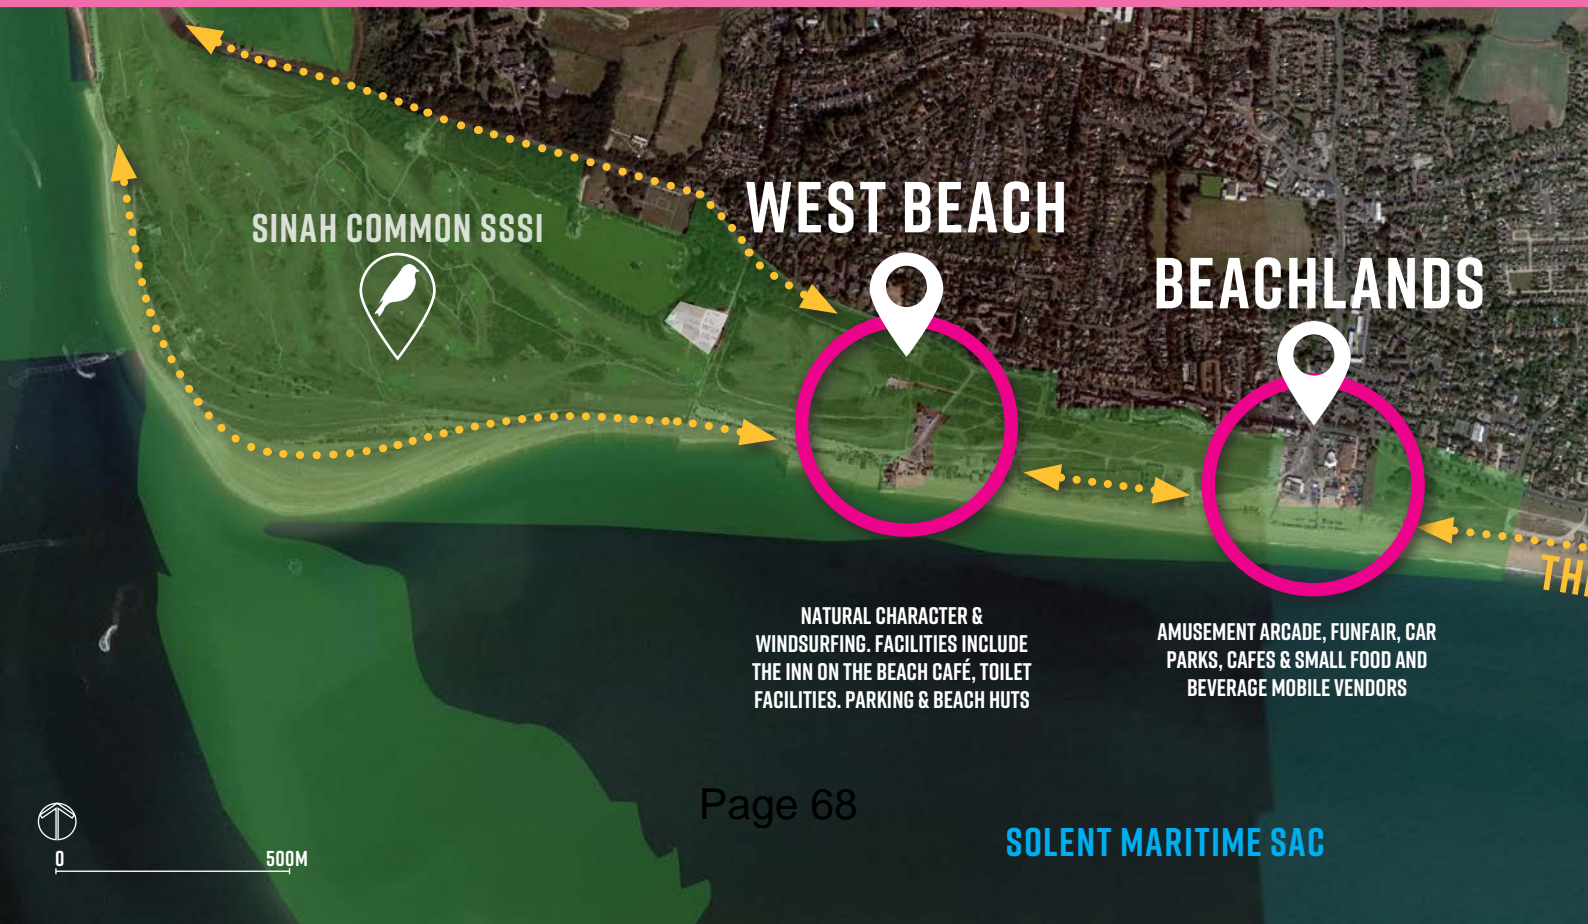 WEST BEACH
SINAH COMMON SSSI
BEACHLANDS
NATURAL CHARACTER &
WINDSURFING. FACILITIES INCLUDE
THE INN ON THE BEACH CAFÉ, TOILET
FACILITIES. PARKING & BEACH HUTS
AMUSEMENT ARCADE, FUNFAIR, CAR
PARKS, CAFES & SMALL FOOD AND
BEVERAGE MOBILE VENDORS
Page 68
SOLENT MARITIME SAC
0 500M